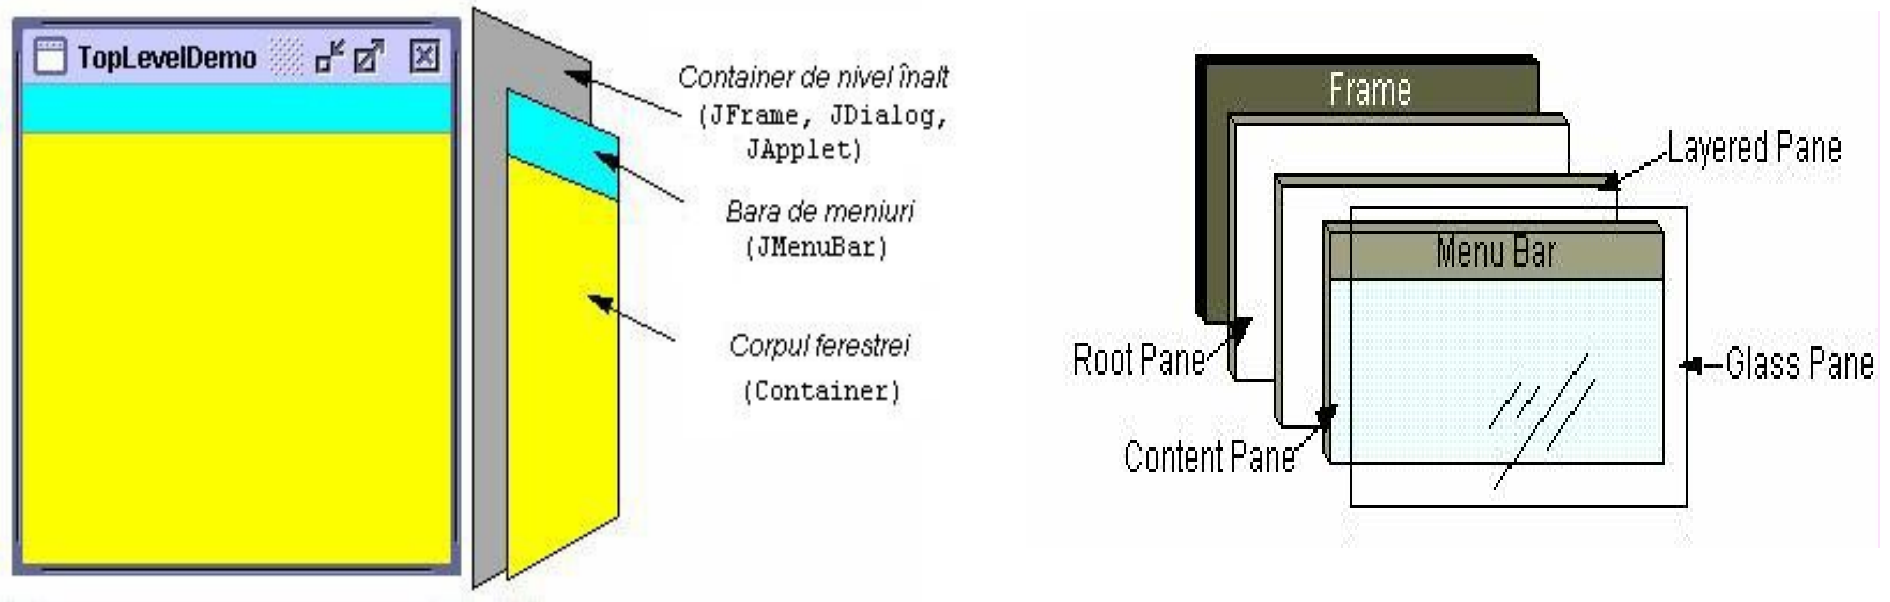 TopLevelDemo
Container de nivel înalt
(JFrame, JDialog,
JApplet)
Bara de meniuri
(JMenuBar)
Corpul ferestrei
(Container)
Frame
Layered Pane
Menu Bar
Root Pane
Glass Pane
Content Pane